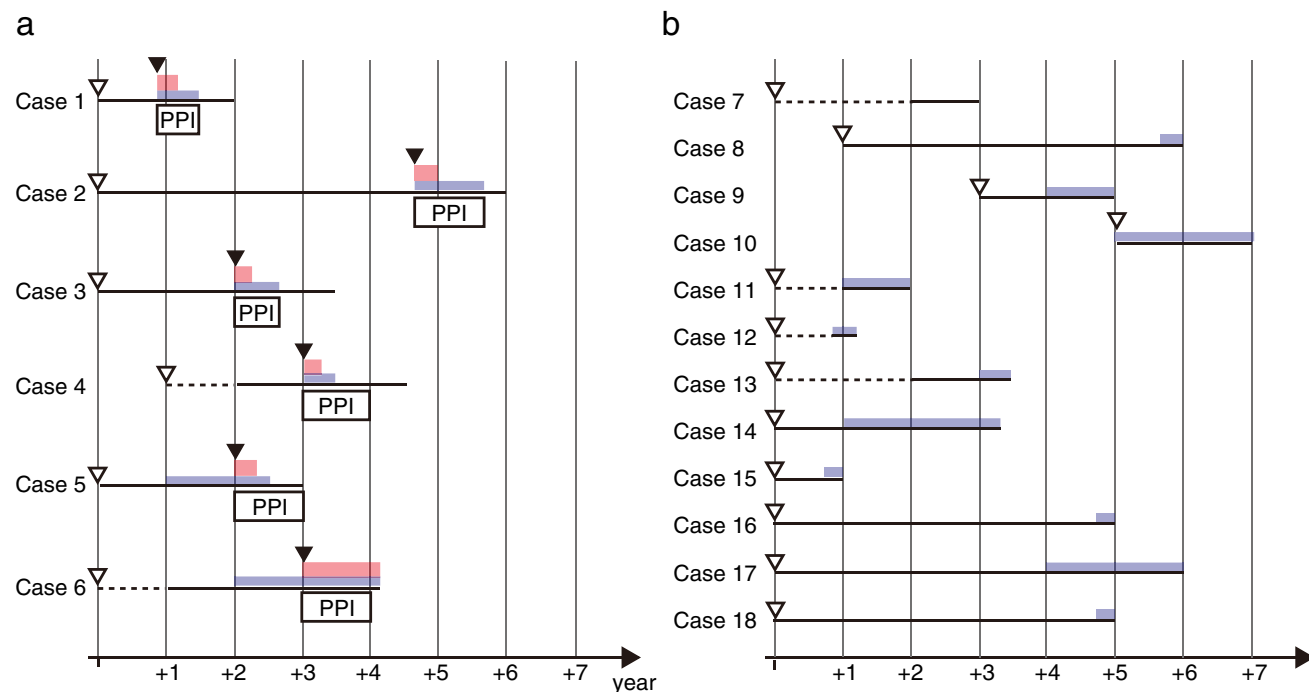 a
Case 1
PPI
Case 2
PPI
Case 3
PPI
Case 4
PPI
Case 5
PPI
Case 6
PPI
+1 +2 +3 +4 +5 +6 +7
year
b
Case 7
Case 8
Case 9
Case 10
Case 11
Case 12
Case 13
Case 14
Case 15
Case 16
Case 17
Case 18
+1 +2 +3 +4 +5 +6 +7